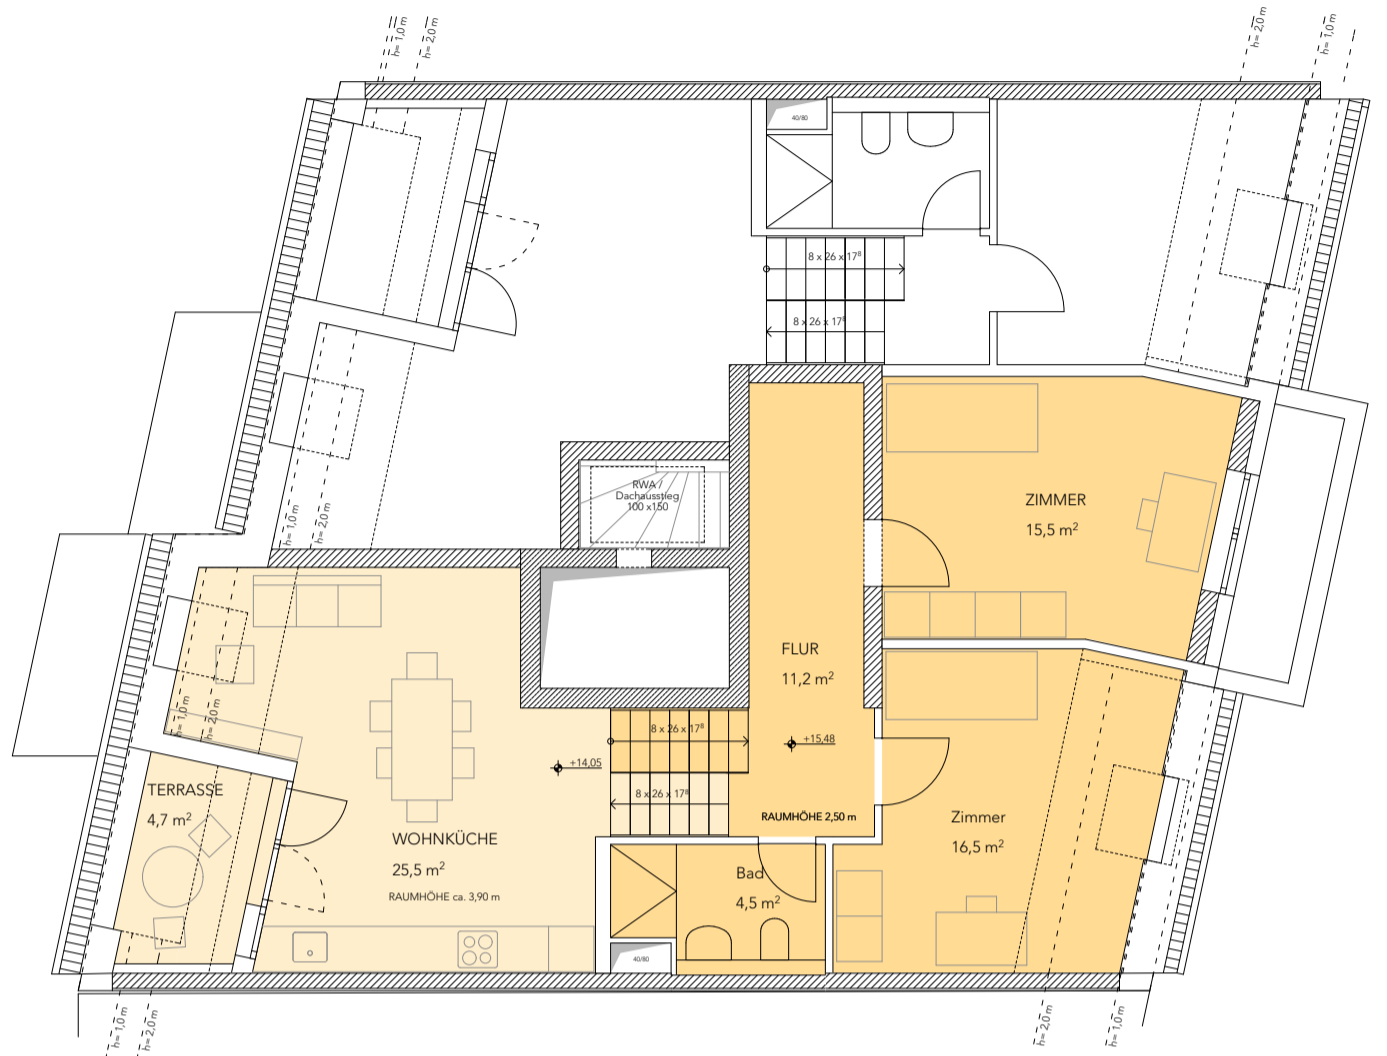 h= 1,0 m
h= 2,0 m
h= 2,0 m
h= 1,0 m
40/80
8 x 26 x 17⁸
8 x 26 x 17⁸
RWA /
Dachausstieg
100 x150
h= 1,0 m
h= 2,0 m
ZIMMER
15,5 m²
FLUR
11,2 m²
h= 1,0 m
h= 2,0 m
8 x 26 x 17⁸
+15,48
+14,05
8 x 26 x 17⁸
TERRASSE
4,7 m²
RAUMHÖHE 2,50 m
Zimmer
16,5 m²
WOHNKÜCHE
25,5 m²
RAUMHÖHE ca. 3,90 m
Bad
4,5 m²
40/80
h= 1,0 m
h= 2,0 m
h= 2,0 m
h= 1,0 m